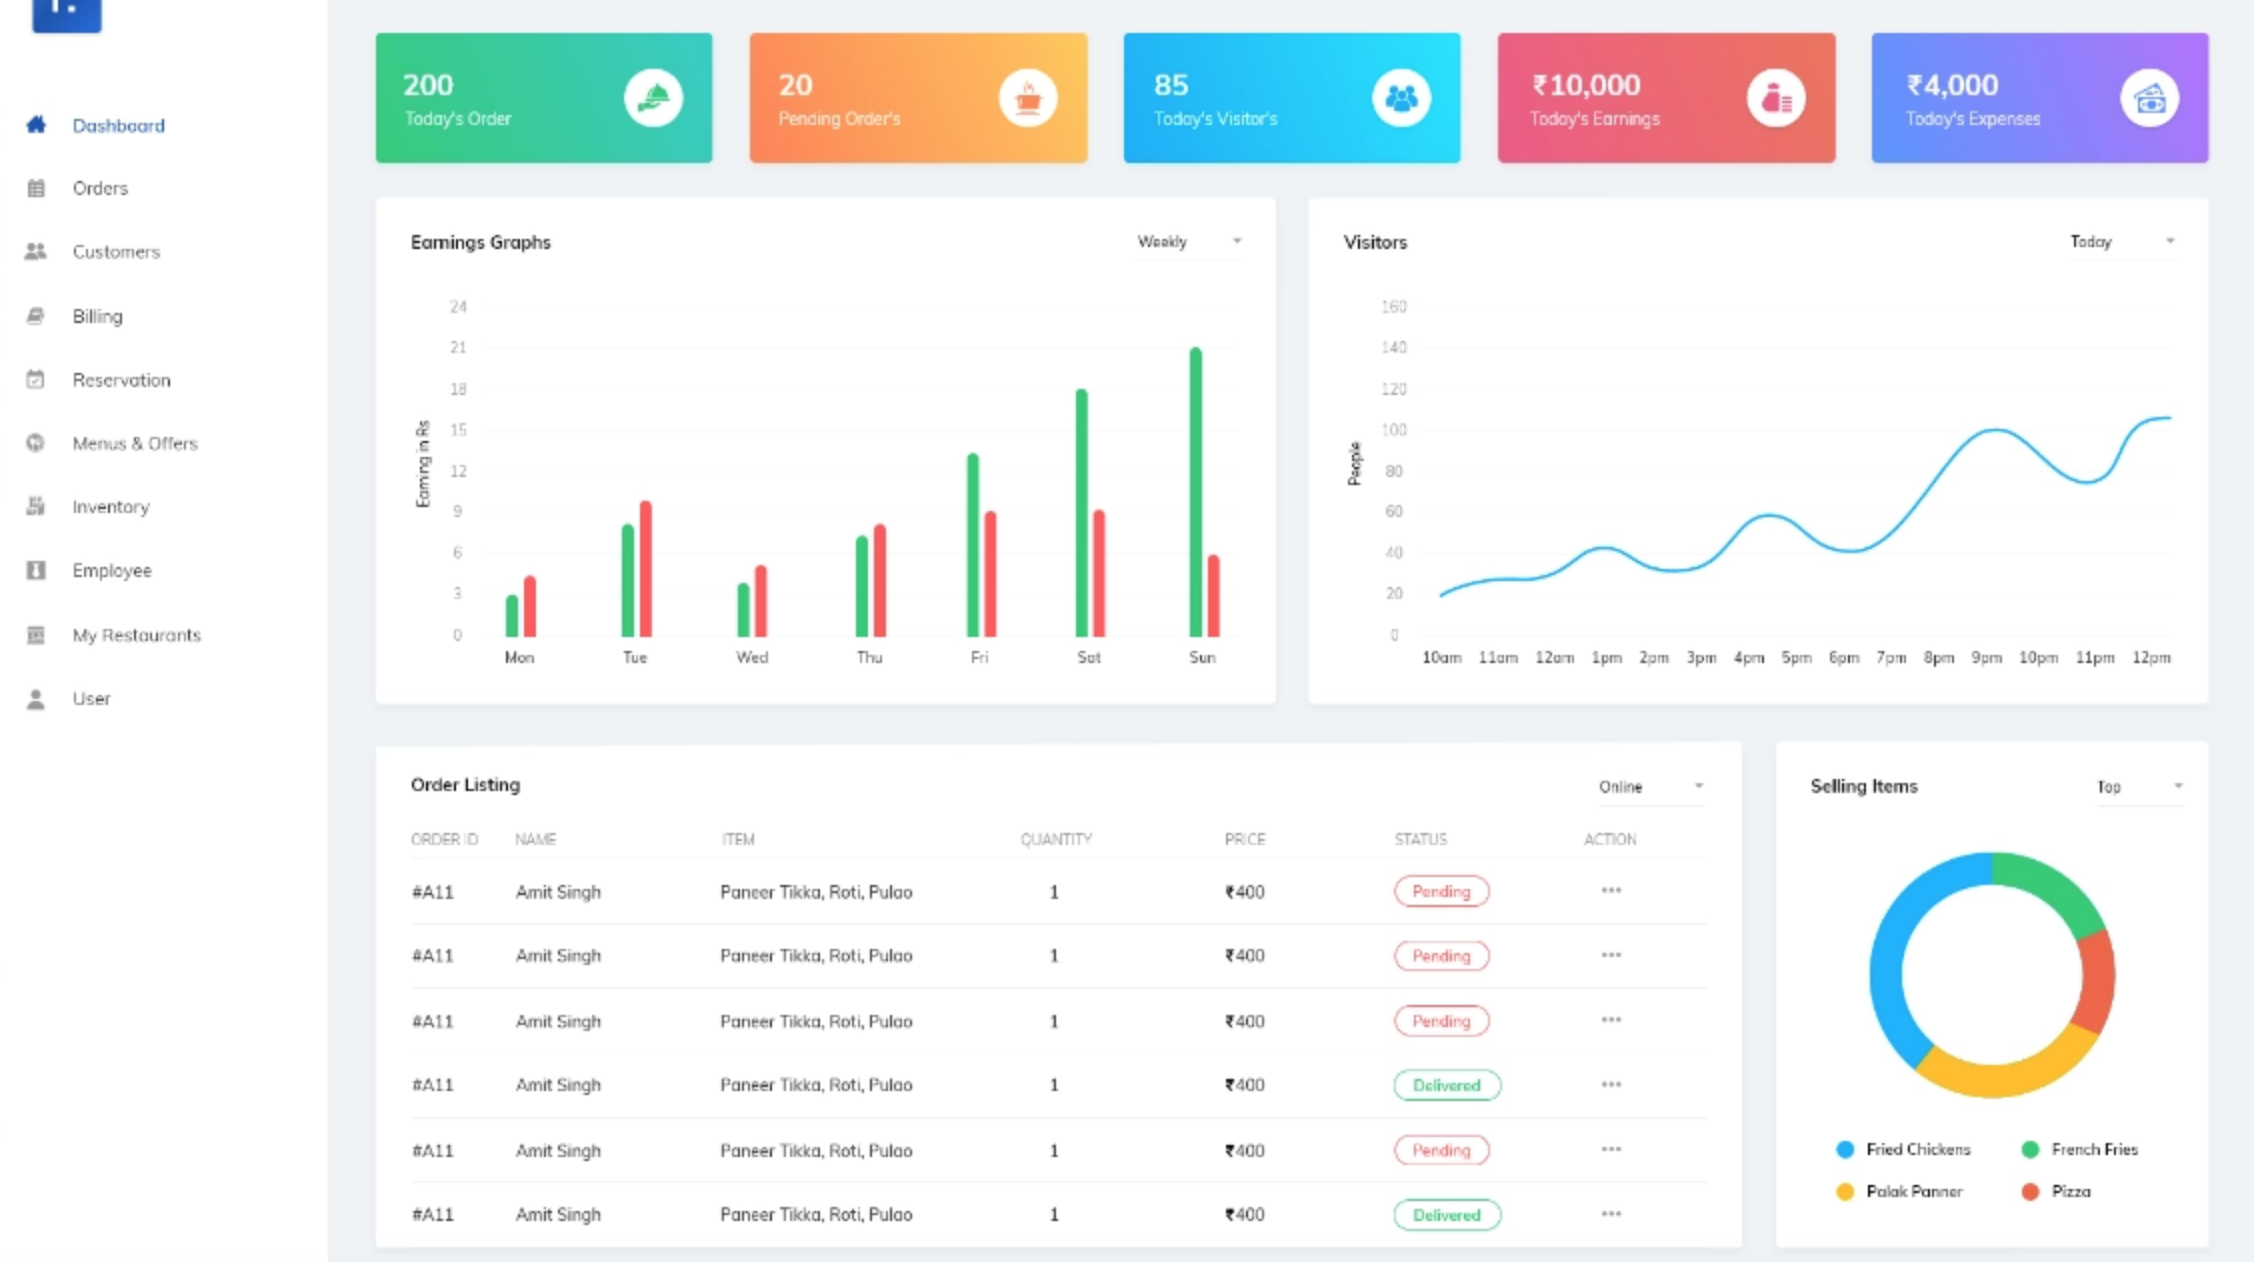 200
Today's Order
20
Pending Order's
85
Today's Visitor's
₹10,000
Today's Earnings
₹4,000
Today's Expenses
Dashboard
Orders
Customers
Billing
Reservation
Menus & Offers
Inventory
Employee
My Restaurants
User
Earnings Graphs
Weekly
Earning in Rs
24
21
18
15
12
9
6
3
0
Mon Tue Wed Thu Fri Sat Sun
Visitors
Today
People
160
140
120
100
80
60
40
20
0
10am 11am 12am 1pm 2pm 3pm 4pm 5pm 6pm 7pm 8pm 9pm 10pm 11pm 12pm
Order Listing
Online
ORDER ID NAME ITEM QUANTITY PRICE STATUS ACTION
#A11 Amit Singh Paneer Tikka, Roti, Pulao 1 ₹400 Pending
#A11 Amit Singh Paneer Tikka, Roti, Pulao 1 ₹400 Pending
#A11 Amit Singh Paneer Tikka, Roti, Pulao 1 ₹400 Pending
#A11 Amit Singh Paneer Tikka, Roti, Pulao 1 ₹400 Delivered
#A11 Amit Singh Paneer Tikka, Roti, Pulao 1 ₹400 Pending
#A11 Amit Singh Paneer Tikka, Roti, Pulao 1 ₹400 Delivered
Selling Items
Top
Fried Chickens
French Fries
Palak Panner
Pizza